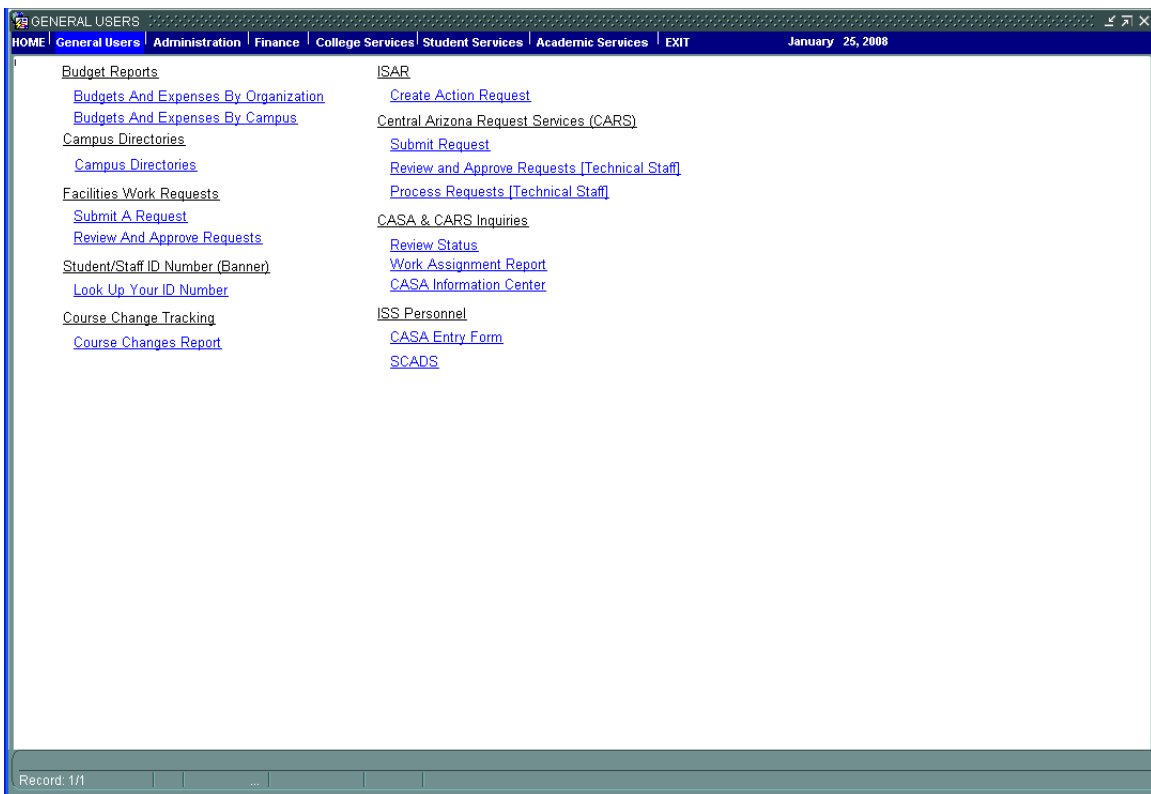 GENERAL USERS
HOME General Users Administration Finance College Services Student Services Academic Services EXIT January 25, 2008
Budget Reports
Budgets And Expenses By Organization
Budgets And Expenses By Campus
Campus Directories
Campus Directories
Facilities Work Requests
Submit A Request
Review And Approve Requests
Student/Staff ID Number (Banner)
Look Up Your ID Number
Course Change Tracking
Course Changes Report
ISAR
Create Action Request
Central Arizona Request Services (CARS)
Submit Request
Review and Approve Requests [Technical Staff]
Process Requests [Technical Staff]
CASA & CARS Inquiries
Review Status
Work Assignment Report
CASA Information Center
ISS Personnel
CASA Entry Form
SCADS
Record: 1/1 ...